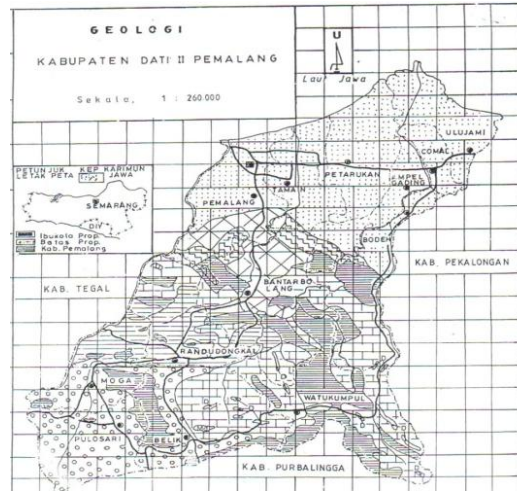 GEOLOGI
KABUPATEN DATI II PEMALANG
Sekala, 1 : 260.000
U
Laut Jawa
ULUJAMI
COMAL
PETARUKAN
AMPEL
GADING
TAMAN
PEMALANG
BODEH
PETUNJUK
LETAK PETA
KEP KARIMUN
JAWA
SEMARANG
DIY
Ibukota Prop.
Batas Prop.
Kab. Pemalang
KAB. PEKALONGAN
KAB. TEGAL
BANTARBO
LANG
RANDUDONGKAL
MOGA
WATUKUMPUL
PULOSARI
BELIK
KAB. PURBALINGGA